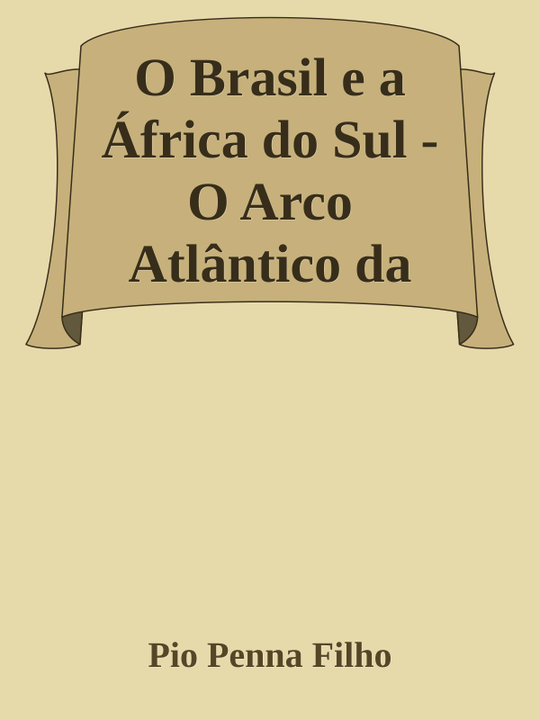 O Brasil e a
África do Sul -
O Arco
Atlântico da
Pio Penna Filho